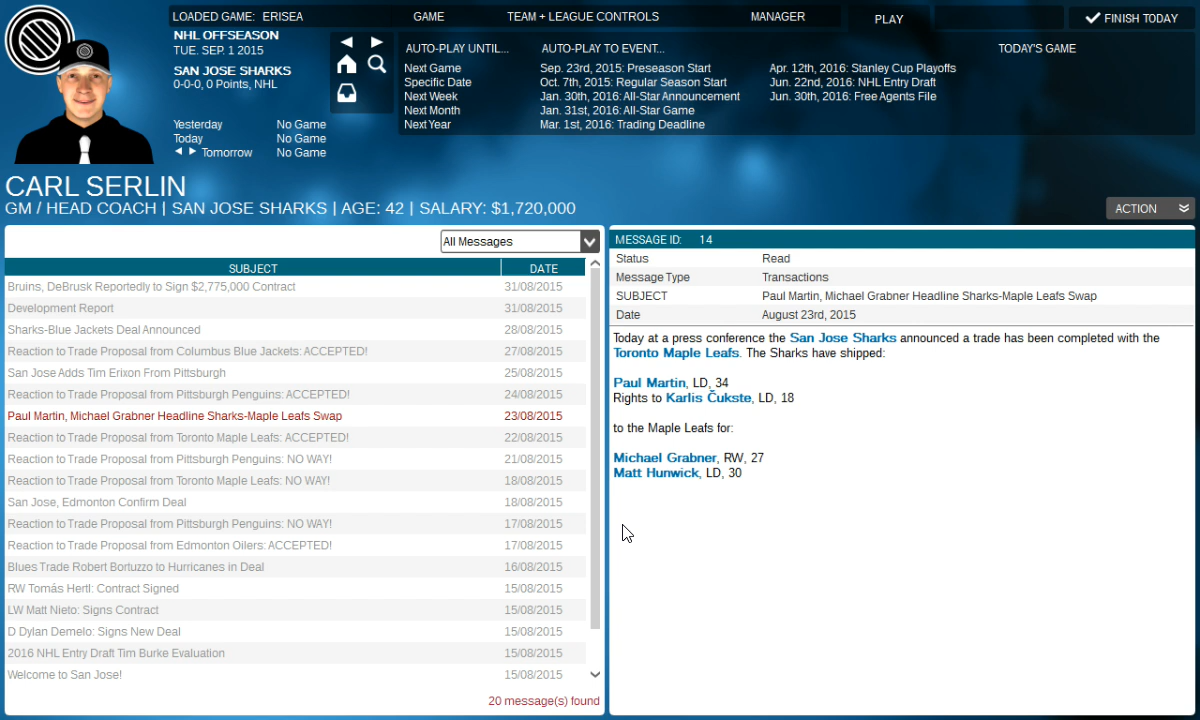 LOADED GAME: ERISEA
GAME
TEAM + LEAGUE CONTROLS
MANAGER
PLAY
FINISH TODAY
NHL OFFSEASON
TUE. SEP. 1 2015
SAN JOSE SHARKS
0-0-0, 0 Points, NHL
Yesterday No Game
Today No Game
Tomorrow No Game
AUTO-PLAY UNTIL...
Next Game
Specific Date
Next Week
Next Month
Next Year
AUTO-PLAY TO EVENT...
Sep. 23rd, 2015: Preseason Start
Oct. 7th, 2015: Regular Season Start
Jan. 30th, 2016: All-Star Announcement
Jan. 31st, 2016: All-Star Game
Mar. 1st, 2016: Trading Deadline
Apr. 12th, 2016: Stanley Cup Playoffs
Jun. 22nd, 2016: NHL Entry Draft
Jun. 30th, 2016: Free Agents File
TODAY'S GAME
CARL SERLIN
GM / HEAD COACH | SAN JOSE SHARKS | AGE: 42 | SALARY: $1,720,000
ACTION
All Messages
SUBJECT DATE
Bruins, DeBrusk Reportedly to Sign $2,775,000 Contract 31/08/2015
Development Report 31/08/2015
Sharks-Blue Jackets Deal Announced 28/08/2015
Reaction to Trade Proposal from Columbus Blue Jackets: ACCEPTED! 27/08/2015
San Jose Adds Tim Erixon From Pittsburgh 25/08/2015
Reaction to Trade Proposal from Pittsburgh Penguins: ACCEPTED! 24/08/2015
Paul Martin, Michael Grabner Headline Sharks-Maple Leafs Swap 23/08/2015
Reaction to Trade Proposal from Toronto Maple Leafs: ACCEPTED! 22/08/2015
Reaction to Trade Proposal from Pittsburgh Penguins: NO WAY! 21/08/2015
Reaction to Trade Proposal from Toronto Maple Leafs: NO WAY! 18/08/2015
San Jose, Edmonton Confirm Deal 18/08/2015
Reaction to Trade Proposal from Pittsburgh Penguins: NO WAY! 17/08/2015
Reaction to Trade Proposal from Edmonton Oilers: ACCEPTED! 17/08/2015
Blues Trade Robert Bortuzzo to Hurricanes in Deal 16/08/2015
RW Tomás Hertl: Contract Signed 15/08/2015
LW Matt Nieto: Signs Contract 15/08/2015
D Dylan Demelo: Signs New Deal 15/08/2015
2016 NHL Entry Draft Tim Burke Evaluation 15/08/2015
Welcome to San Jose! 15/08/2015
20 message(s) found
MESSAGE ID: 14
Status Read
Message Type Transactions
SUBJECT Paul Martin, Michael Grabner Headline Sharks-Maple Leafs Swap
Date August 23rd, 2015
Today at a press conference the San Jose Sharks announced a trade has been completed with the
Toronto Maple Leafs. The Sharks have shipped:
Paul Martin, LD, 34
Rights to Karlis Čukste, LD, 18
to the Maple Leafs for:
Michael Grabner, RW, 27
Matt Hunwick, LD, 30